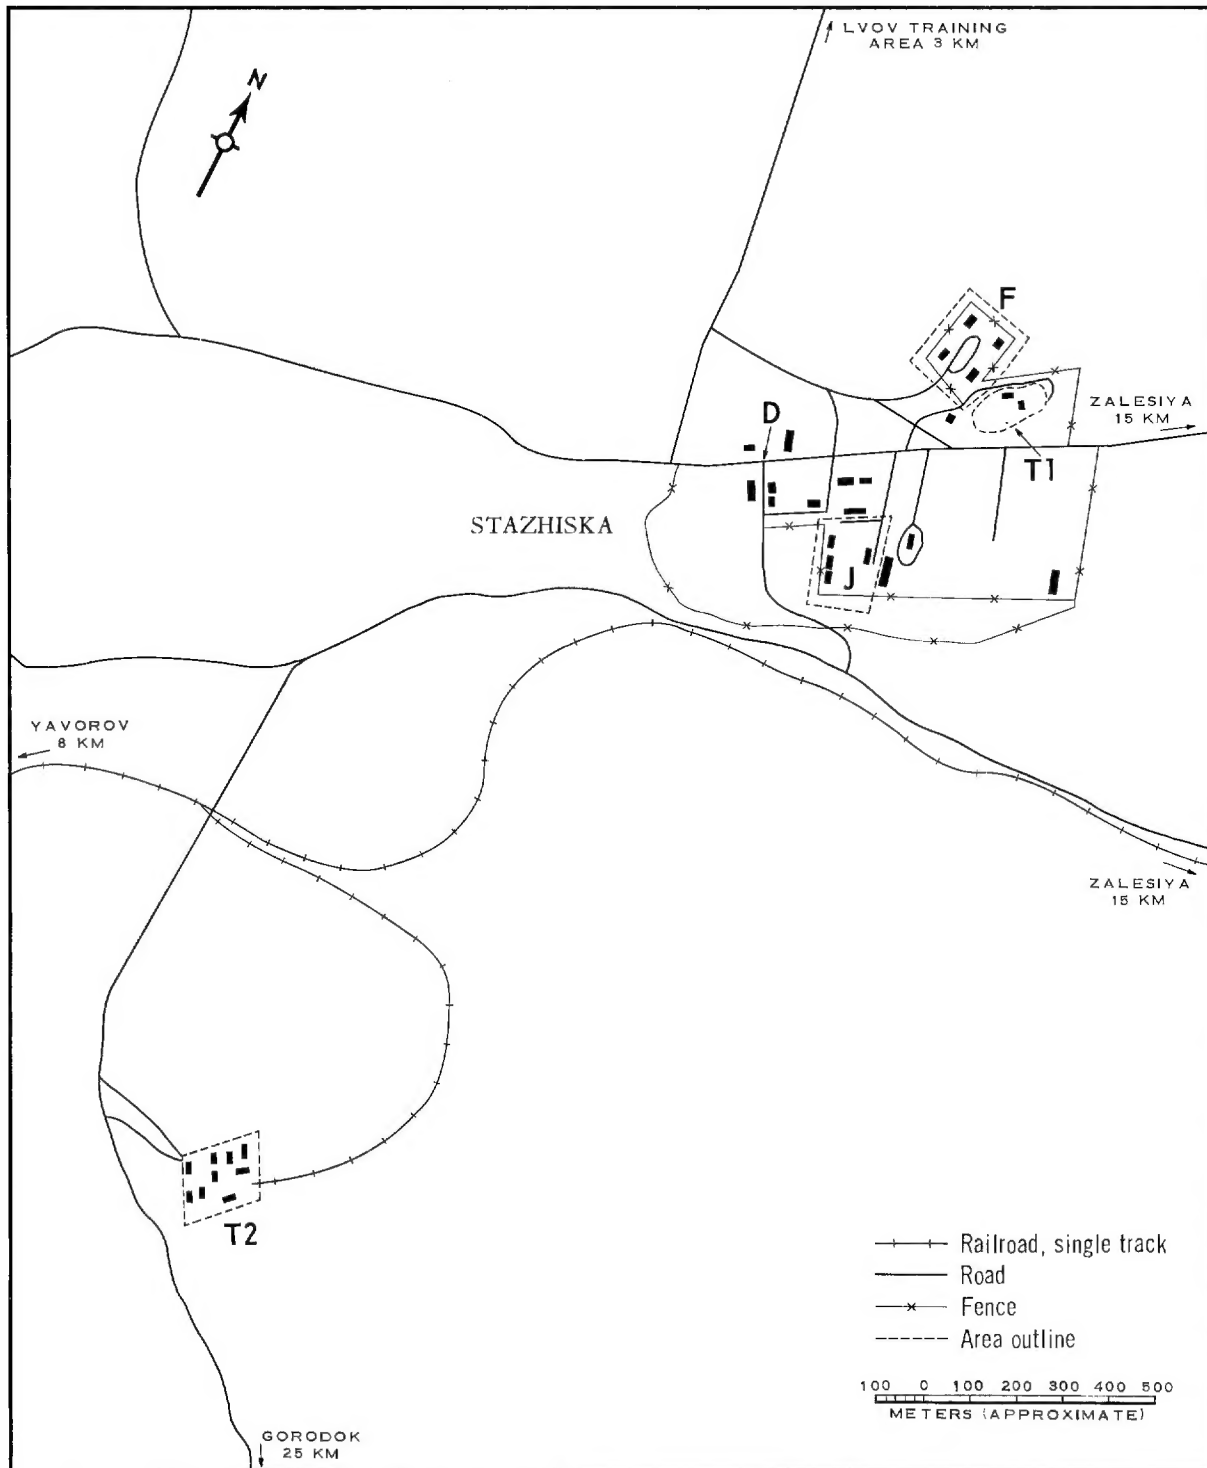 LVOV TRAINING
AREA 3 KM
N
F
ZALESIYA
15 KM
D
T1
STAZHISKA
J
YAVOROV
8 KM
ZALESIYA
15 KM
T2
Railroad, single track
Road
Fence
Area outline
100 0 100 200 300 400 500
METERS (APPROXIMATE)
GORODOK
25 KM